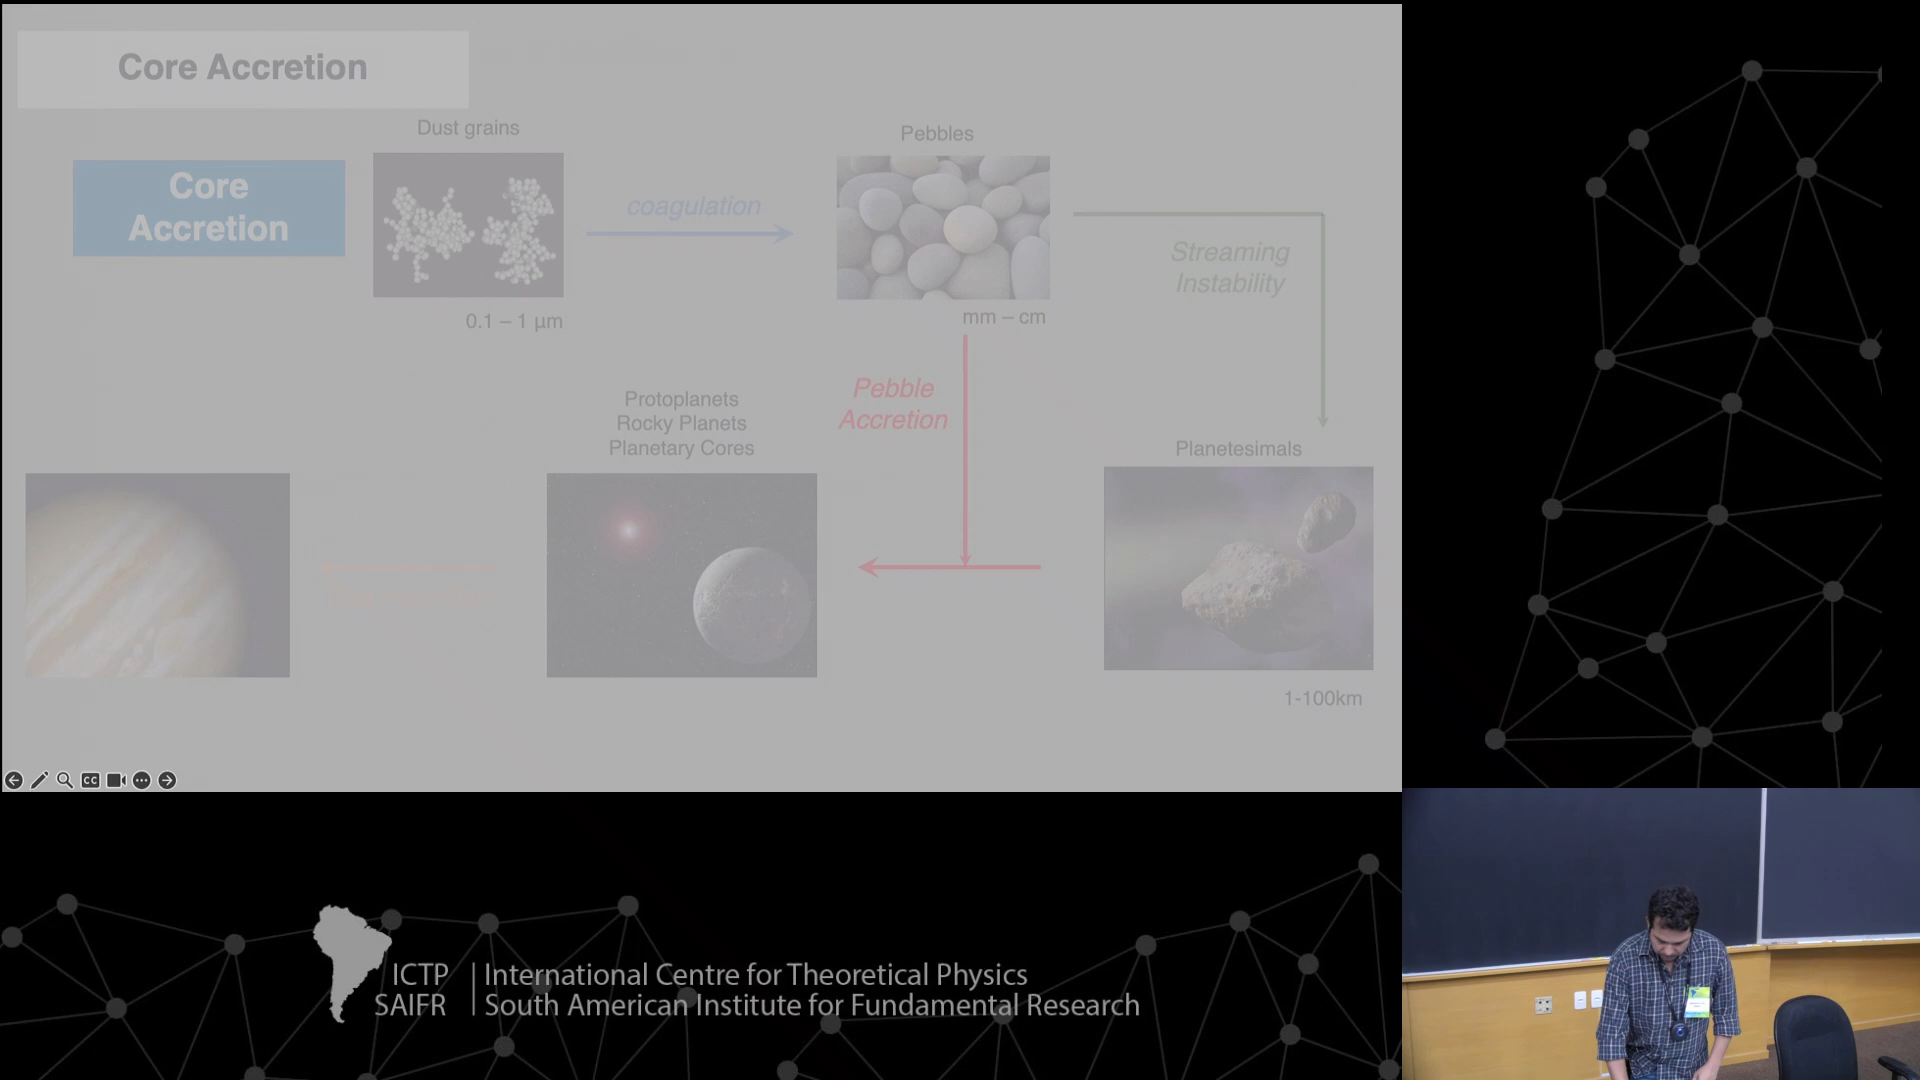 Core Accretion
Dust grains
Pebbles
Core
Accretion
coagulation
Streaming
Instability
0.1 – 1 µm
mm – cm
Pebble
Accretion
Protoplanets
Rocky Planets
Planetary Cores
Planetesimals
1-100km
CC
ICTP
SAIFR
International Centre for Theoretical Physics
South American Institute for Fundamental Research